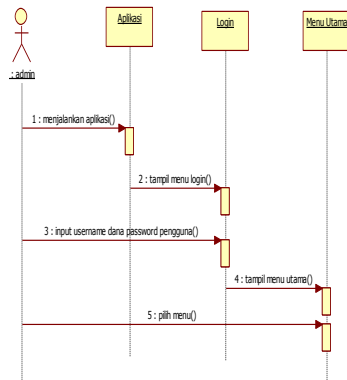 Aplikasi
Login
Menu Utama
: admin
1 : menjalankan aplikasi()
2 : tampil menu login()
3 : input username dana password pengguna()
4 : tampil menu utama()
5 : pilih menu()